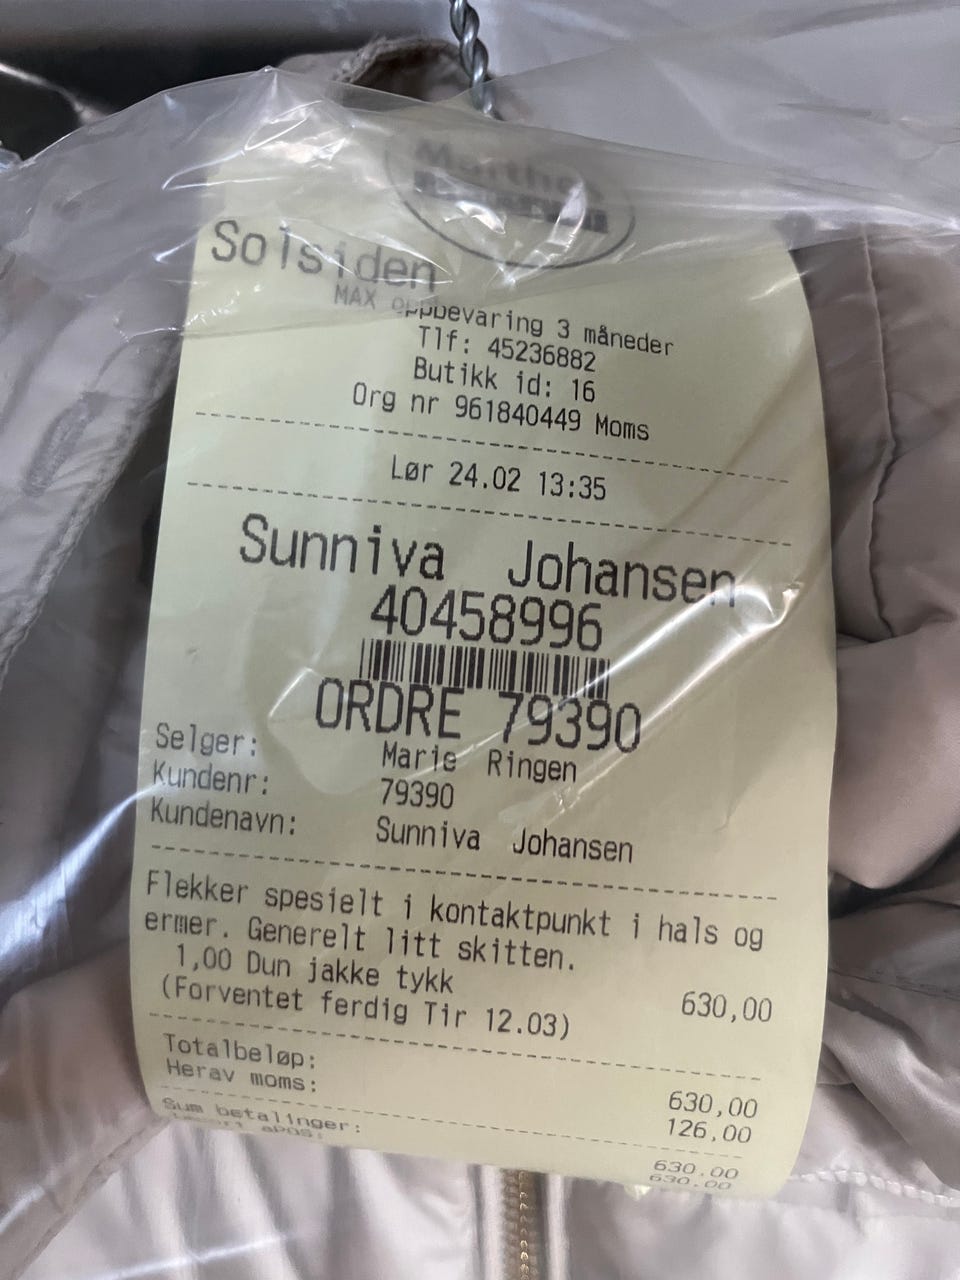 Marthes
Solsiden
MAX oppbevaring 3 måneder
Tlf: 45236882
Butikk id: 16
Org nr 961840449 Moms
Lør 24.02 13:35
Sunniva Johansen
40458996
ORDRE 79390
Selger: Marie Ringen
Kundenr: 79390
Kundenavn: Sunniva Johansen
Flekker spesielt i kontaktpunkt i hals og
ermer. Generelt litt skitten.
1,00 Dun jakke tykk 630,00
(Forventet ferdig Tir 12.03)
Totalbeløp: 630,00
Herav moms: 126,00
Sum betalinger: 630,00
630,00